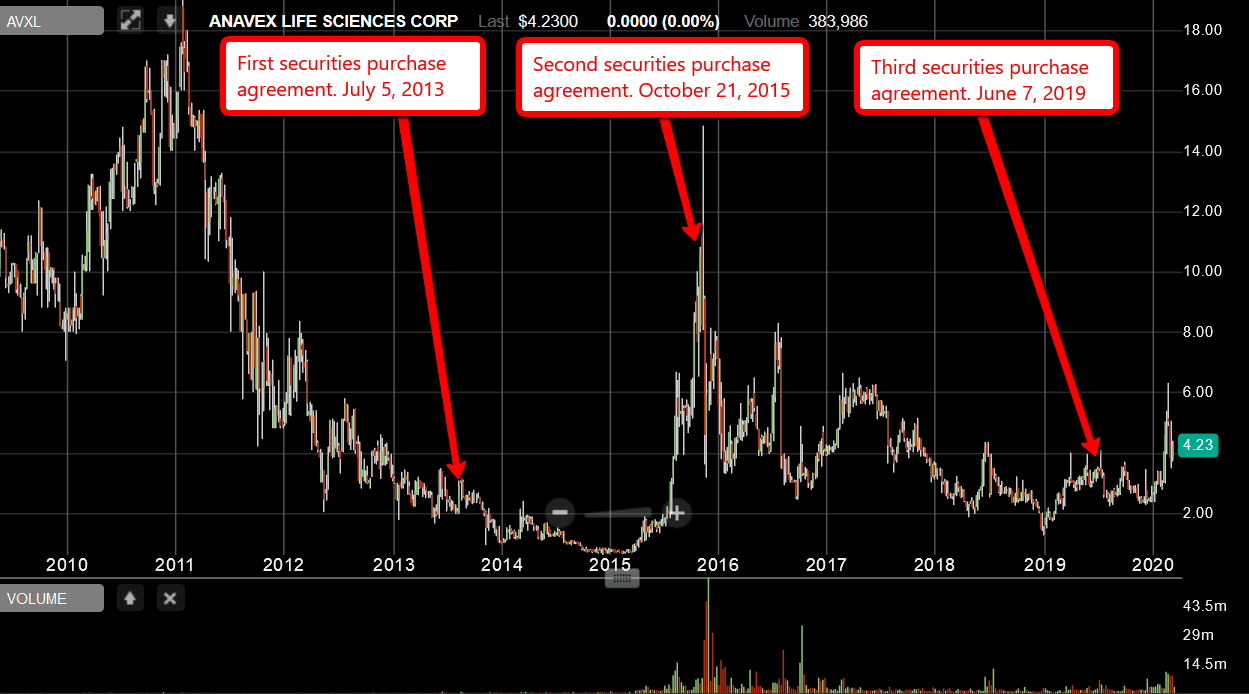 AVXL
ANAVEX LIFE SCIENCES CORP Last $4.2300 0.0000 (0.00%) Volume 383,986
First securities purchase
agreement. July 5, 2013
Second securities purchase
agreement. October 21, 2015
Third securities purchase
agreement. June 7, 2019
18.00
16.00
14.00
12.00
10.00
8.00
6.00
4.23
2.00
2010 2011 2012 2013 2014 2015 2016 2017 2018 2019 2020
VOLUME
43.5m
29m
14.5m